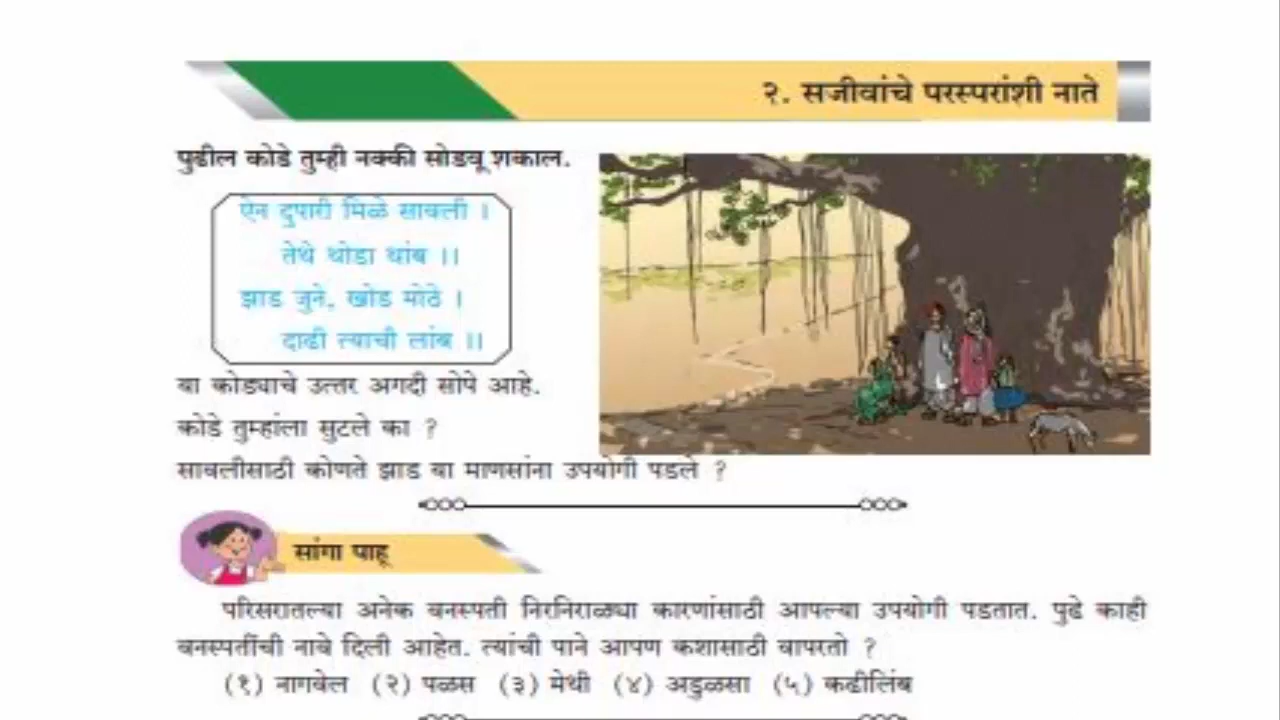 २. सजीवांचे परस्परांशी नाते
पुढील कोडे तुम्ही नक्की सोडवू शकाल.
ऐन दुपारी मिळे सावली ।
तेथे थोडा थांब ।।
झाड जुने, खोड मोठे ।
दाढी त्याची लांब ।।
या कोड्याचे उत्तर अगदी सोपे आहे.
कोडे तुम्हांला सुटले का ?
सावलीसाठी कोणते झाड या माणसांना उपयोगी पडले ?
सांगा पाहू
परिसरातल्या अनेक वनस्पती निरनिराळ्या कारणांसाठी आपल्या उपयोगी पडतात. पुढे काही
वनस्पतींची नावे दिली आहेत. त्यांची पाने आपण कशासाठी वापरतो ?
(१) नागवेल (२) पळस (३) मेथी (४) अडुळसा (५) कढीलिंब